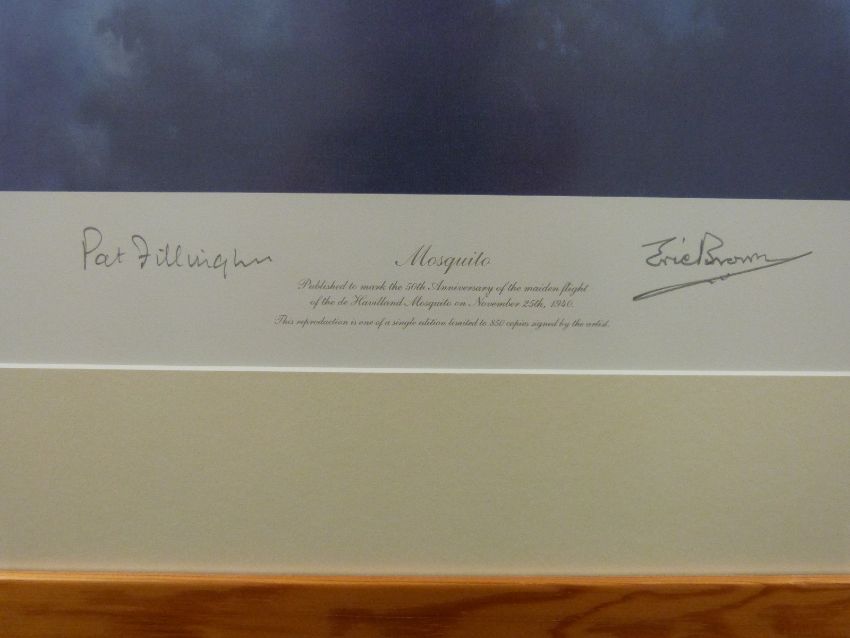 Pat Fillingham
Mosquito
Eric Brown
Published to mark the 50th Anniversary of the maiden flight
of the de Havilland Mosquito on November 25th, 1940.
This reproduction is one of a single edition limited to 850 copies signed by the artist.